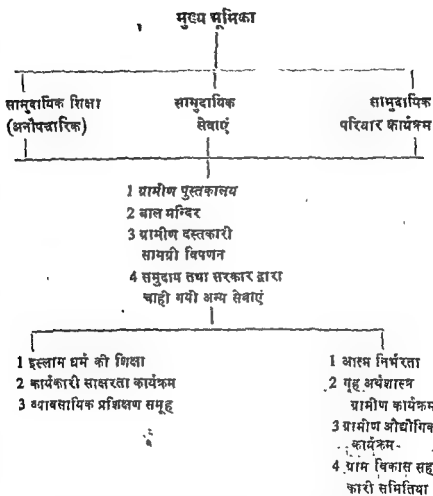 मुख्य भूमिका
सामुदायिक शिक्षा
(अनौपचारिक)
सामुदायिक
सेवाएं
सामुदायिक
परिवार कार्यक्रम
1 ग्रामीण पुस्तकालय
2 बाल मन्दिर
3 ग्रामीण दस्तकारी
सामग्री विपणन
4 समुदाय तथा सरकार द्वारा
चाही गयी अन्य सेवाएं
1 इस्लाम धर्म की शिक्षा
2 कार्यकारी साक्षरता कार्यक्रम
3 व्यावसायिक प्रशिक्षण समूह
1 आत्म निर्भरता
2 गृह अर्थशास्त्र
ग्रामीण कार्यक्रम
3 ग्रामीण औद्योगिक
कार्यक्रम
4 ग्राम विकास सह
कारी समितिया